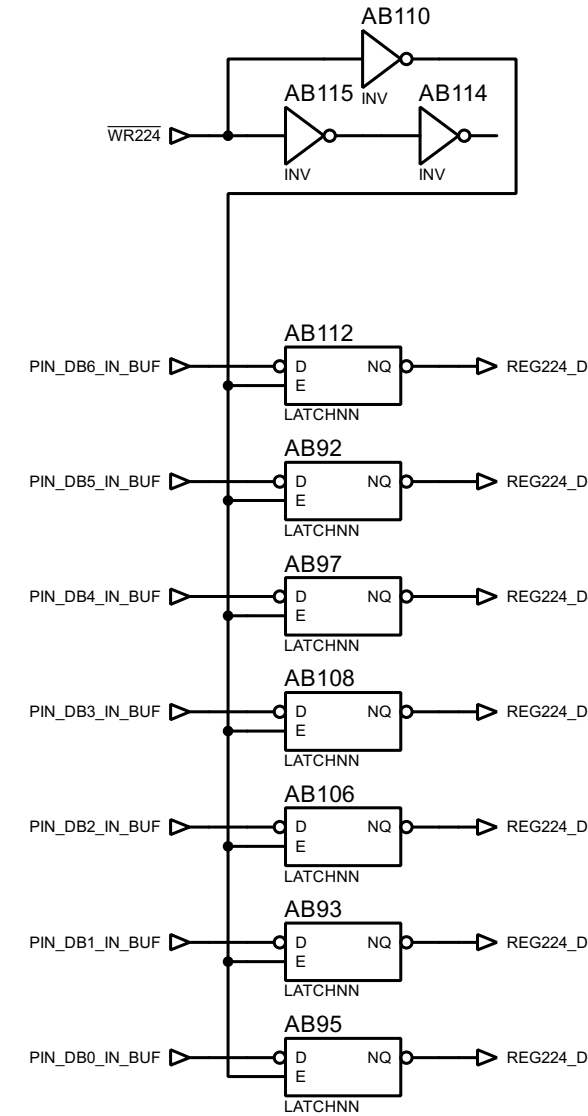 AB110
INV
AB115
INV
AB114
INV
WR224
AB112
PIN_DB6_IN_BUF
D
NQ
REG224_D
E
LATCHNN
AB92
PIN_DB5_IN_BUF
D
NQ
REG224_D
E
LATCHNN
AB97
PIN_DB4_IN_BUF
D
NQ
REG224_D
E
LATCHNN
AB108
PIN_DB3_IN_BUF
D
NQ
REG224_D
E
LATCHNN
AB106
PIN_DB2_IN_BUF
D
NQ
REG224_D
E
LATCHNN
AB93
PIN_DB1_IN_BUF
D
NQ
REG224_D
E
LATCHNN
AB95
PIN_DB0_IN_BUF
D
NQ
REG224_D
E
LATCHNN